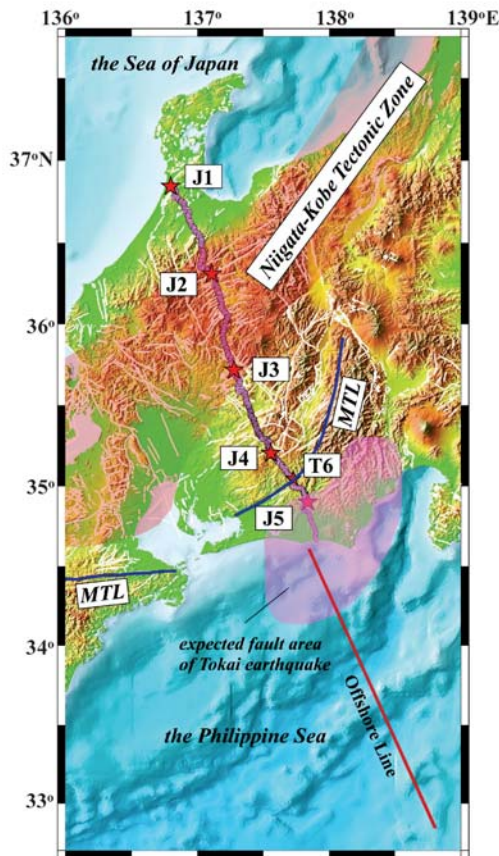 136°
137°
138°
139°E
the Sea of Japan
37°N
Niigata-Kobe Tectonic Zone
J1
J2
36°
J3
MTL
J4
T6
35°
J5
MTL
34°
expected fault area
of Tokai earthquake
Offshore Line
the Philippine Sea
33°